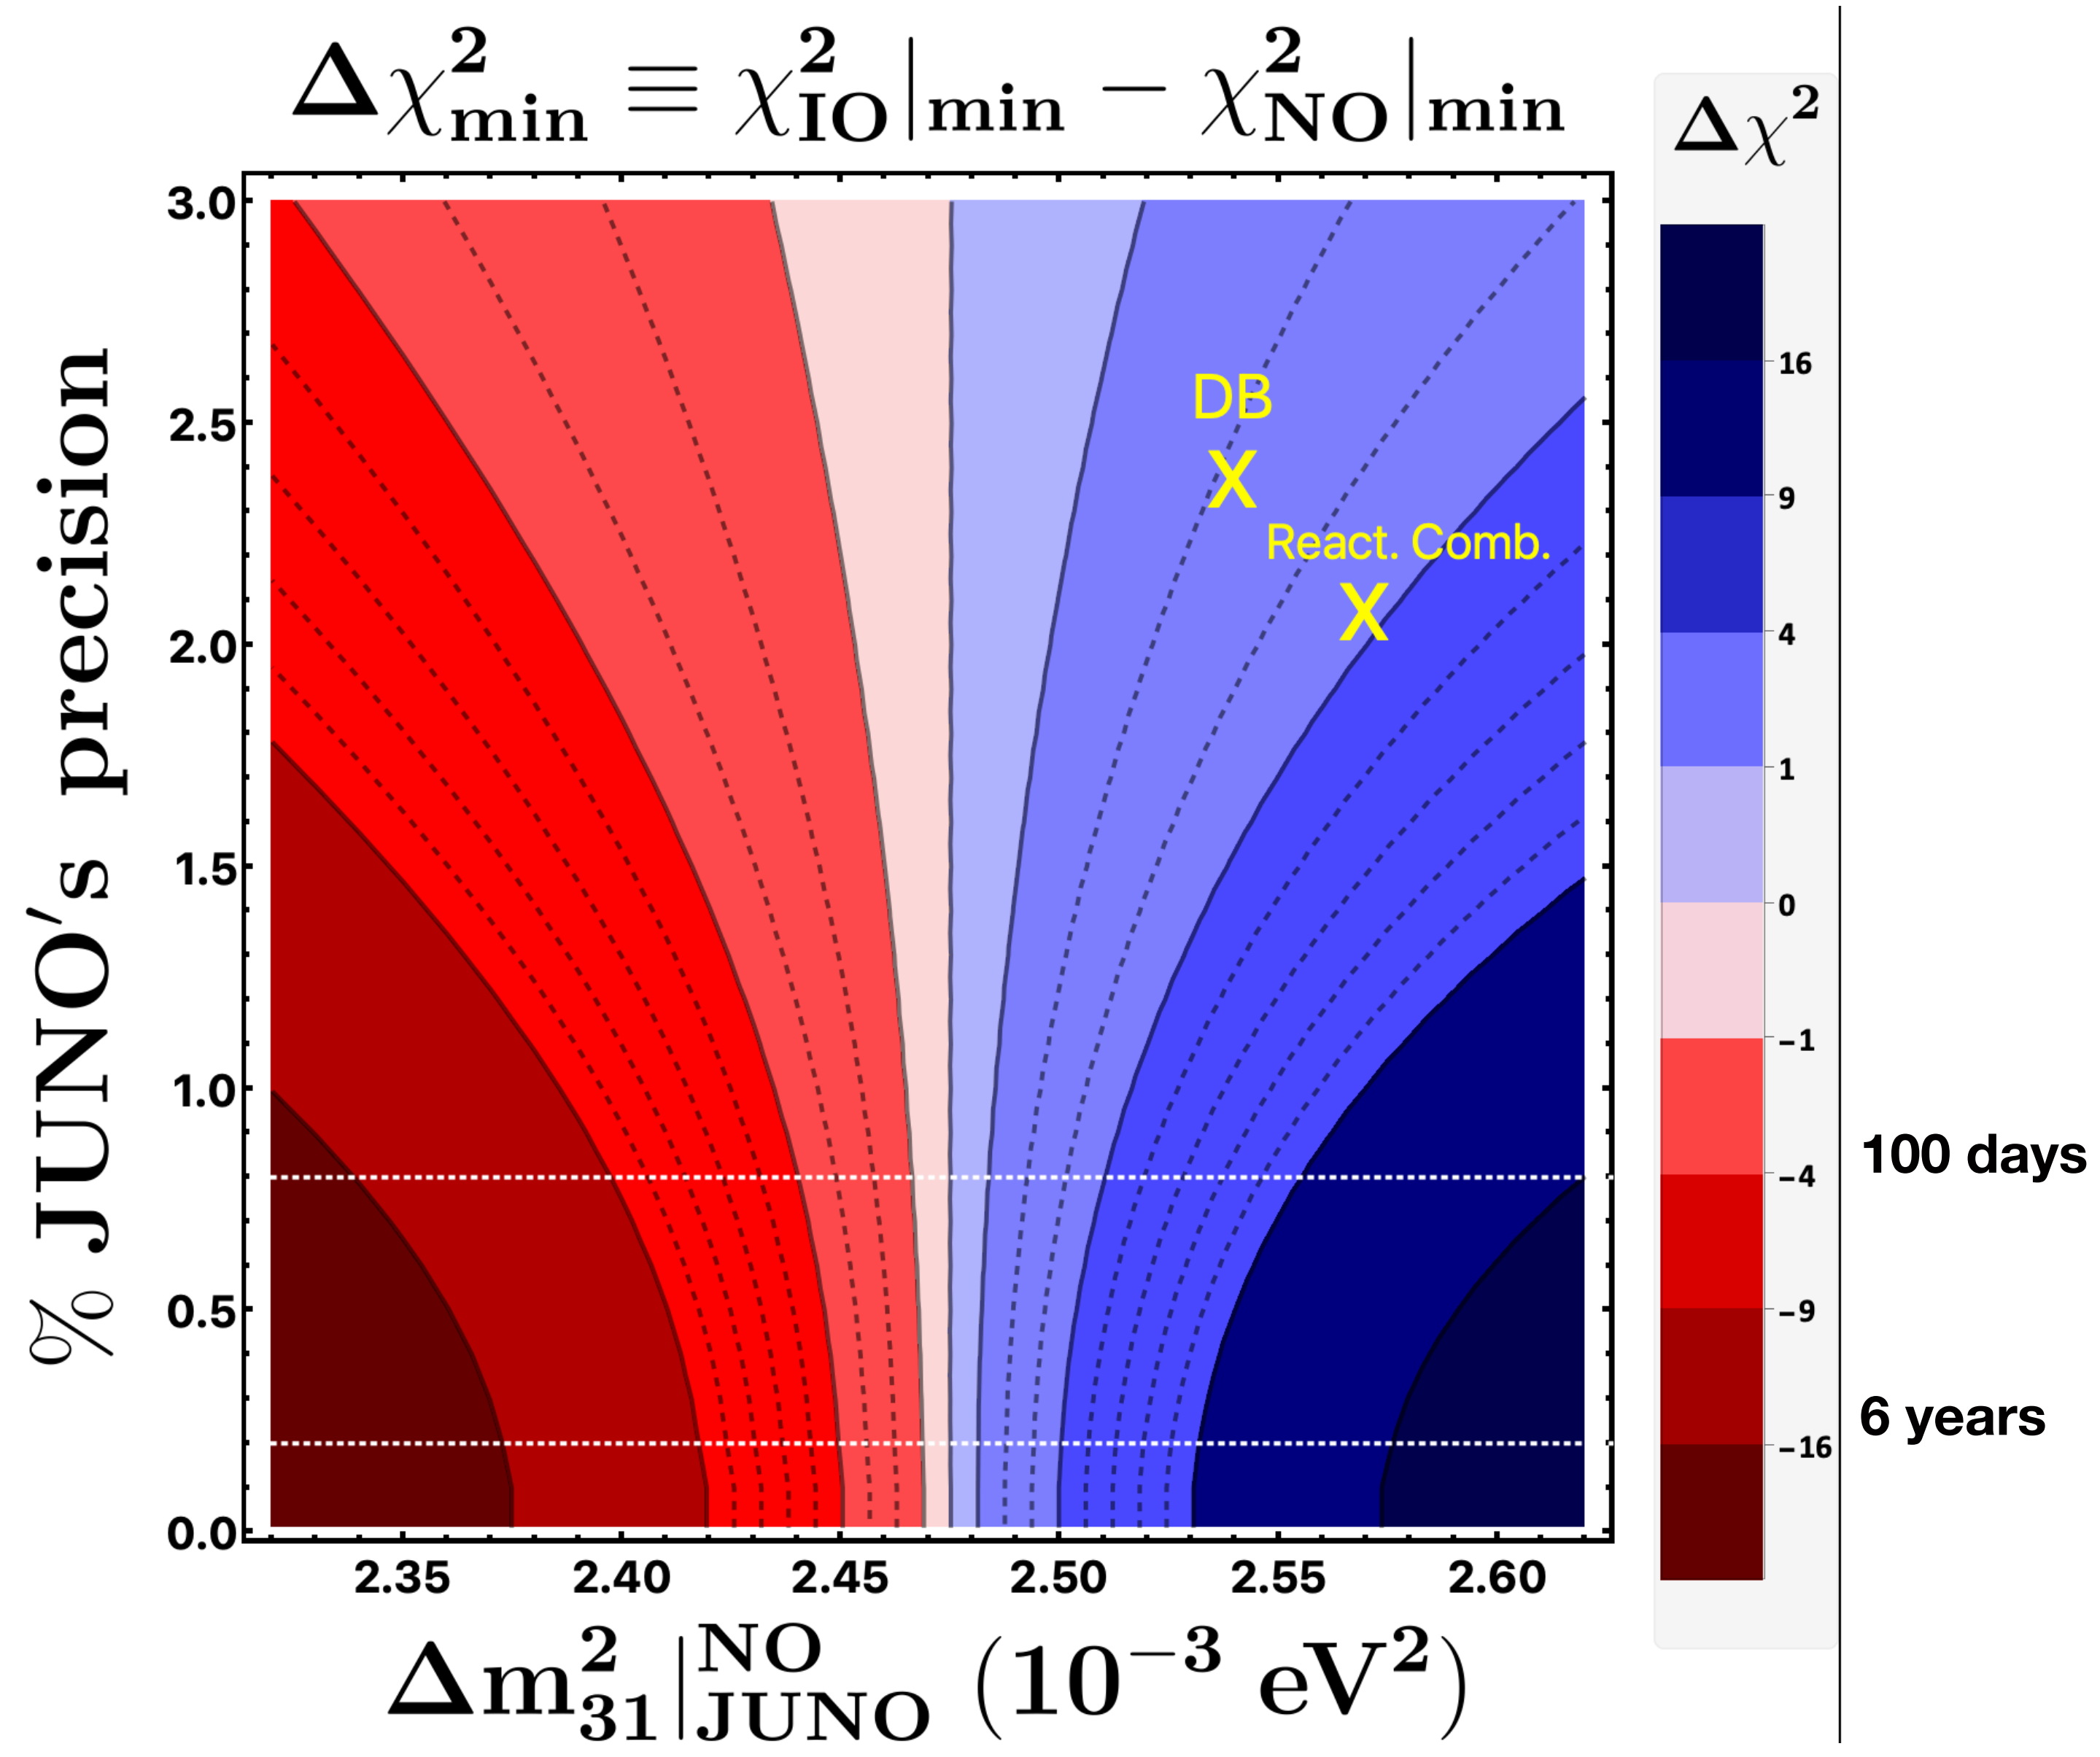 Δχ²min ≡ χ²IO|min − χ²NO|min
Δχ²
% JUNO's precision
3.0
2.5
2.0
1.5
1.0
0.5
0.0
DB
X
React. Comb.
X
16
9
4
1
0
−1
−4
−9
−16
100 days
6 years
2.35 2.40 2.45 2.50 2.55 2.60
Δm²31|NO JUNO (10⁻³ eV²)